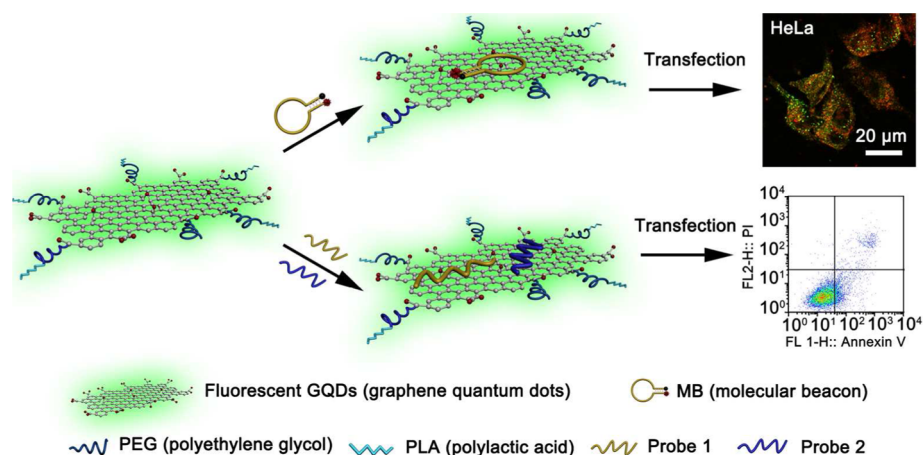 HeLa
Transfection
20 μm
Transfection
FL2-H:: PI
10⁴
10³
10²
10¹
10⁰
10⁰ 10¹ 10² 10³ 10⁴
FL 1-H:: Annexin V
Fluorescent GQDs (graphene quantum dots)
MB (molecular beacon)
PEG (polyethylene glycol)
PLA (polylactic acid)
Probe 1
Probe 2